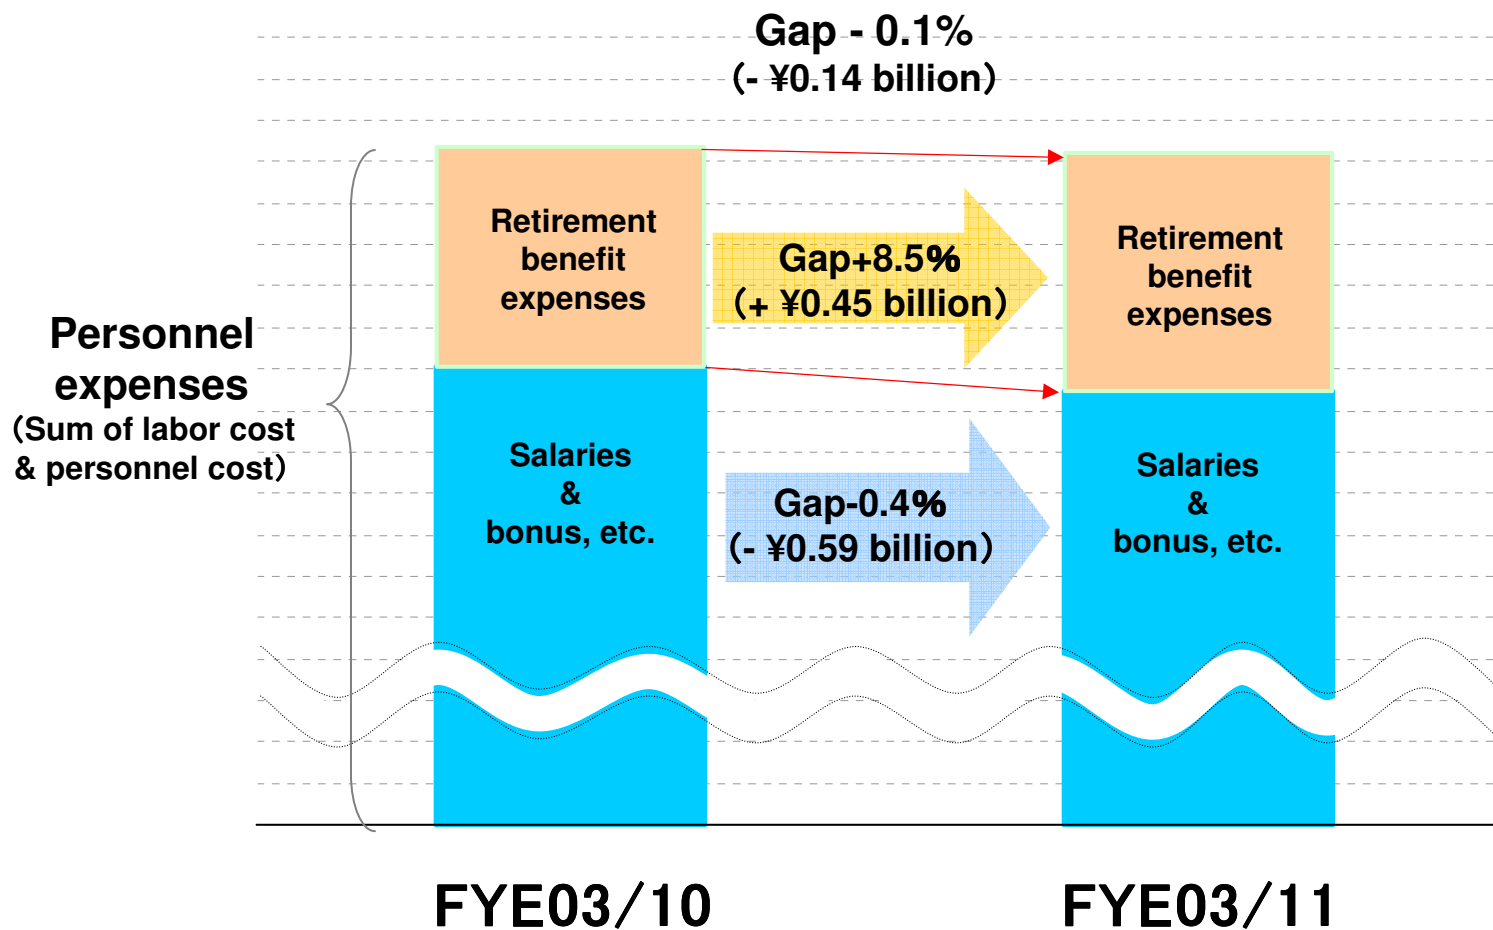 Gap - 0.1%
(- ¥0.14 billion)
Retirement
benefit
expenses
Gap+8.5%
(+ ¥0.45 billion)
Retirement
benefit
expenses
Personnel
expenses
(Sum of labor cost
& personnel cost)
Salaries
&
bonus, etc.
Gap-0.4%
(- ¥0.59 billion)
Salaries
&
bonus, etc.
FYE03/10
FYE03/11